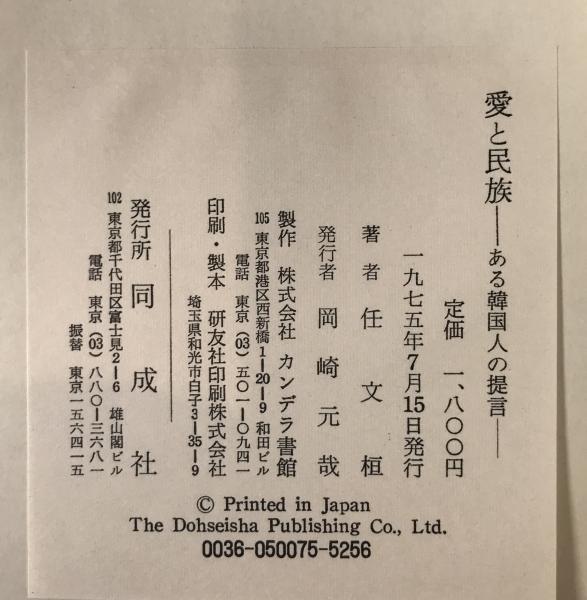 愛と民族――ある韓国人の提言――
定価 一、八〇〇円
一九七五年7月15日発行
著者 任文桓
発行者 岡崎元哉
製作 株式会社 カンデラ書館
105 東京都港区西新橋1―20―9 和田ビル
電話 東京(03)五〇一―〇九四一
印刷・製本 研友社印刷株式会社
埼玉県和光市白子3―35―9
発行所 同成社
102 東京都千代田区富士見2―6 雄山閣ビル
電話 東京(03)八八〇―三六八一
振替 東京一五六四一五
© Printed in Japan
The Dohseisha Publishing Co., Ltd.
0036-050075-5256